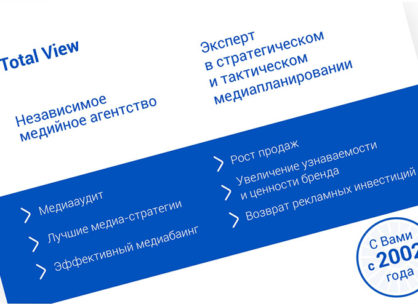 Total View
Независимое
медийное агентство
Эксперт
в стратегическом
и тактическом
медиапланировании
Медиааудит
Лучшие медиа-стратегии
Эффективный медиабаинг
Рост продаж
Увеличение узнаваемости
и ценности бренда
Возврат рекламных инвестиций
С Вами
с 2002
года